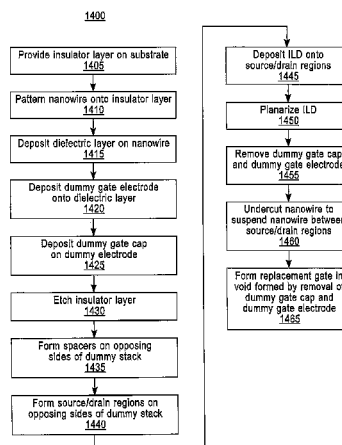 1400
Provide insulator layer on substrate
1405
Pattern nanowire onto insulator layer
1410
Deposit dielectric layer on nanowire
1415
Deposit dummy gate electrode
onto dielectric layer
1420
Deposit dummy gate cap
on dummy electrode
1425
Etch insulator layer
1430
Form spacers on opposing
sides of dummy stack
1435
Form source/drain regions on
opposing sides of dummy stack
1440
Deposit ILD onto
source/drain regions
1445
Planarize ILD
1450
Remove dummy gate cap
and dummy gate electrode
1455
Undercut nanowire to
suspend nanowire between
source/drain regions
1460
Form replacement gate in
void formed by removal of
dummy gate cap and
dummy gate electrode
1465